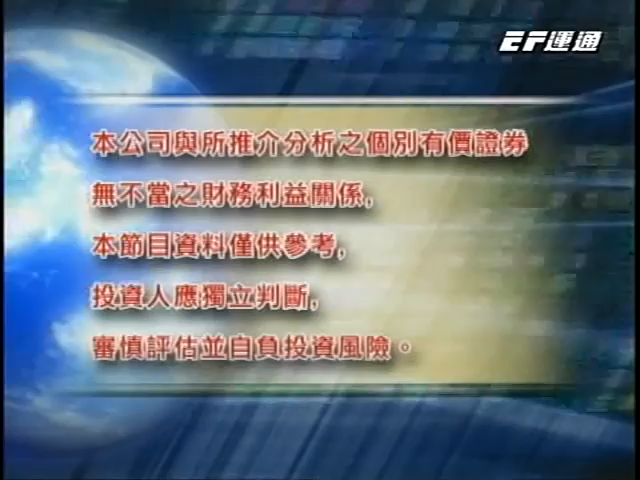 EF運通
本公司與所推介分析之個別有價證券
無不當之財務利益關係,
本節目資料僅供參考,
投資人應獨立判斷,
審慎評估並自負投資風險。